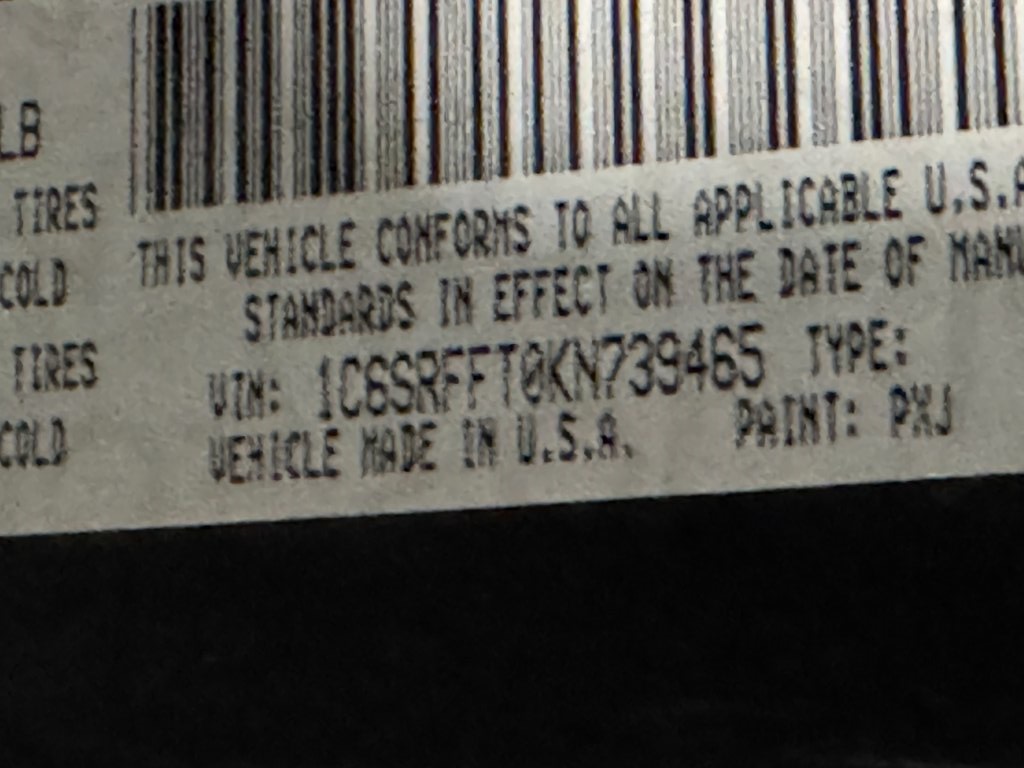 LB
TIRES
COLD
TIRES
COLD
THIS VEHICLE CONFORMS TO ALL APPLICABLE U.S.A
STANDARDS IN EFFECT ON THE DATE OF MANU
VIN: 1C6SRFFT0KN739465 TYPE:
VEHICLE MADE IN U.S.A. PAINT: PXJ